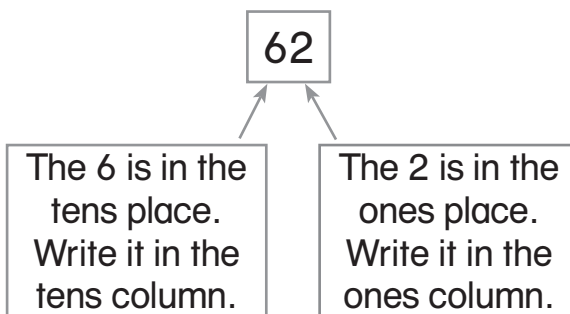 62
The 6 is in the
tens place.
Write it in the
tens column.
The 2 is in the
ones place.
Write it in the
ones column.